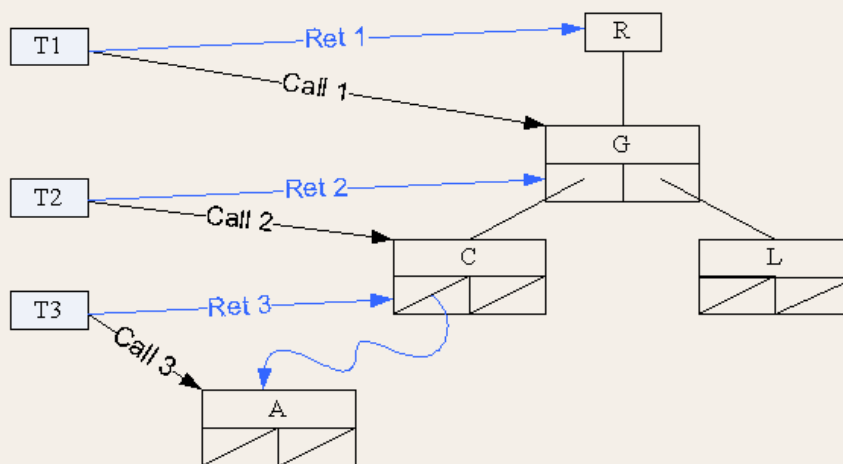 T1
Ret 1
R
Call 1
G
T2
Ret 2
Call 2
C
L
T3
Ret 3
Call 3
A